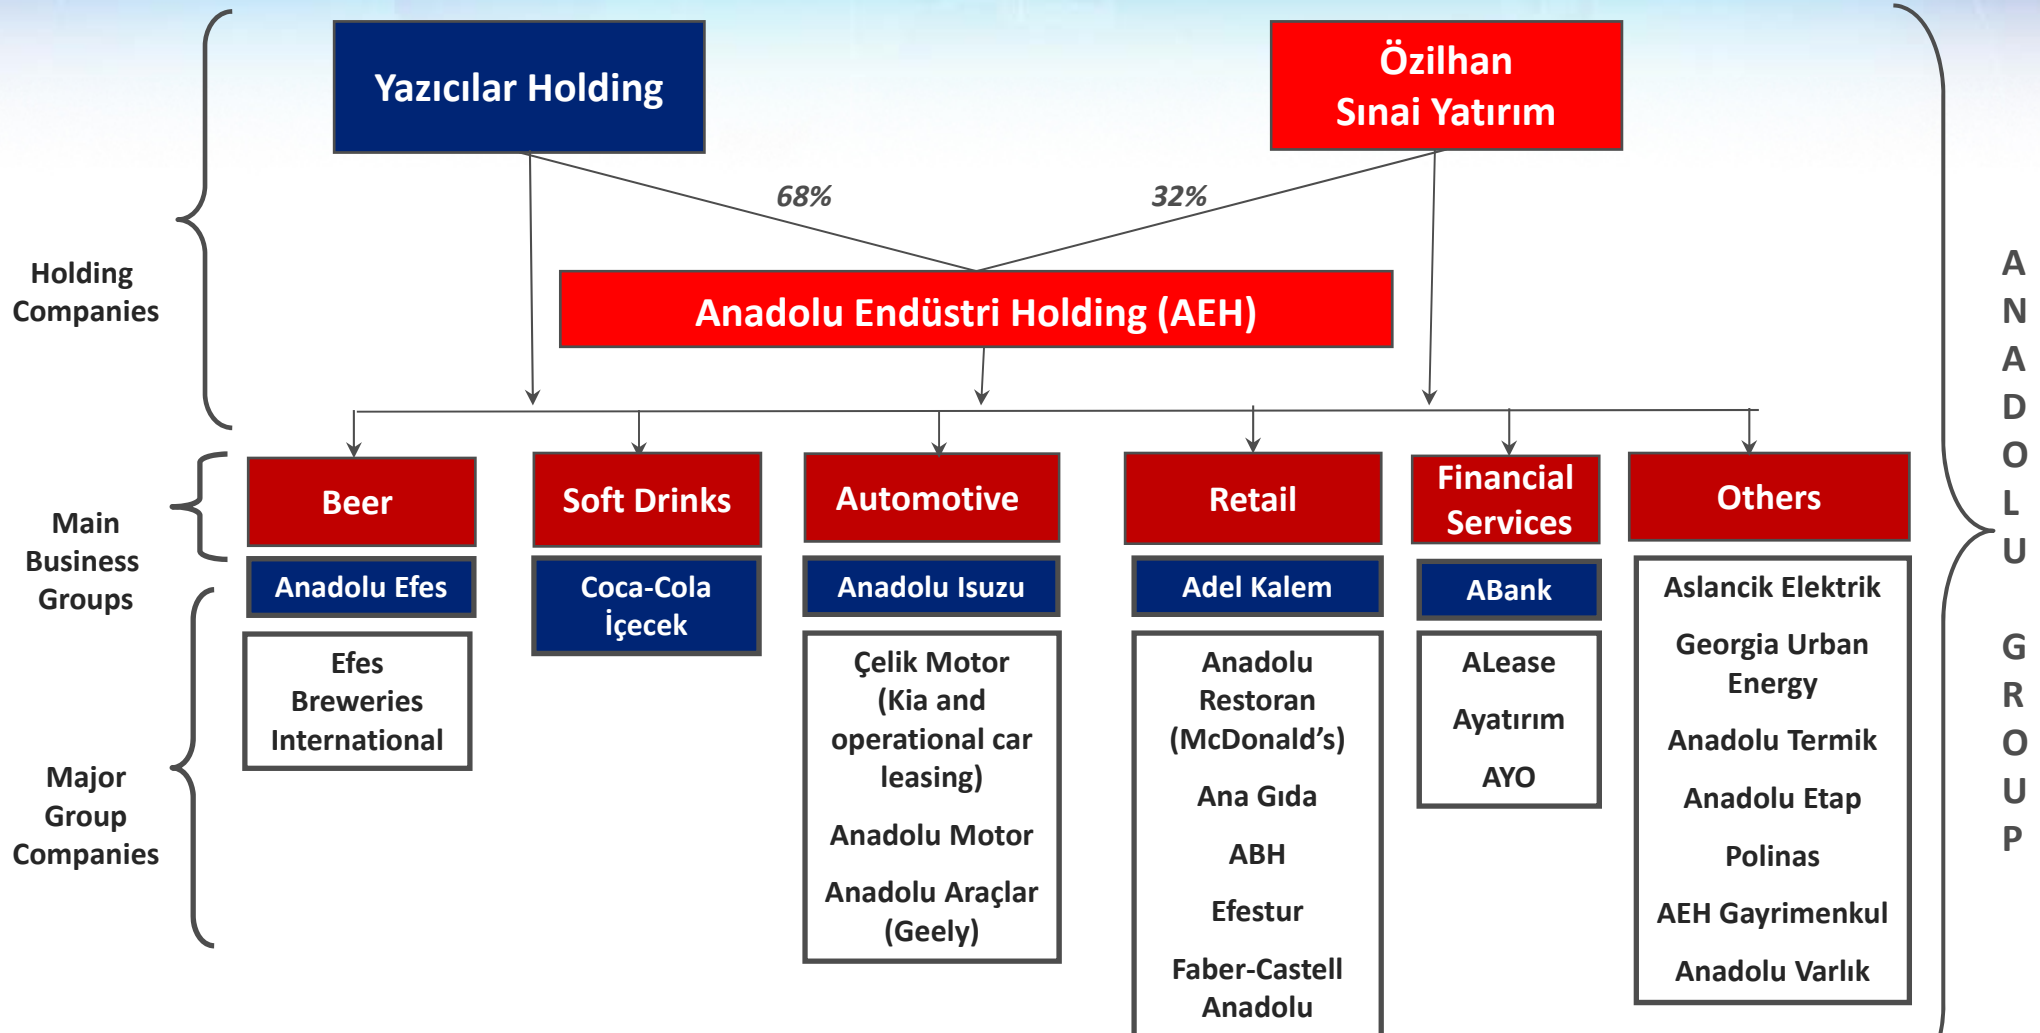 Yazıcılar Holding
Özilhan
Sınai Yatırım
68%
32%
Holding
Companies
Anadolu Endüstri Holding (AEH)
Main
Business
Groups
Beer
Soft Drinks
Automotive
Retail
Financial
Services
Others
Major
Group
Companies
Anadolu Efes
Efes
Breweries
International
Coca-Cola
İçecek
Anadolu Isuzu
Çelik Motor
(Kia and
operational car
leasing)
Anadolu Motor
Anadolu Araçlar
(Geely)
Adel Kalem
Anadolu
Restoran
(McDonald’s)
Ana Gıda
ABH
Efestur
Faber-Castell
Anadolu
ABank
ALease
Ayatırım
AYO
Aslancik Elektrik
Georgia Urban
Energy
Anadolu Termik
Anadolu Etap
Polinas
AEH Gayrimenkul
Anadolu Varlık
ANADOLU GROUP